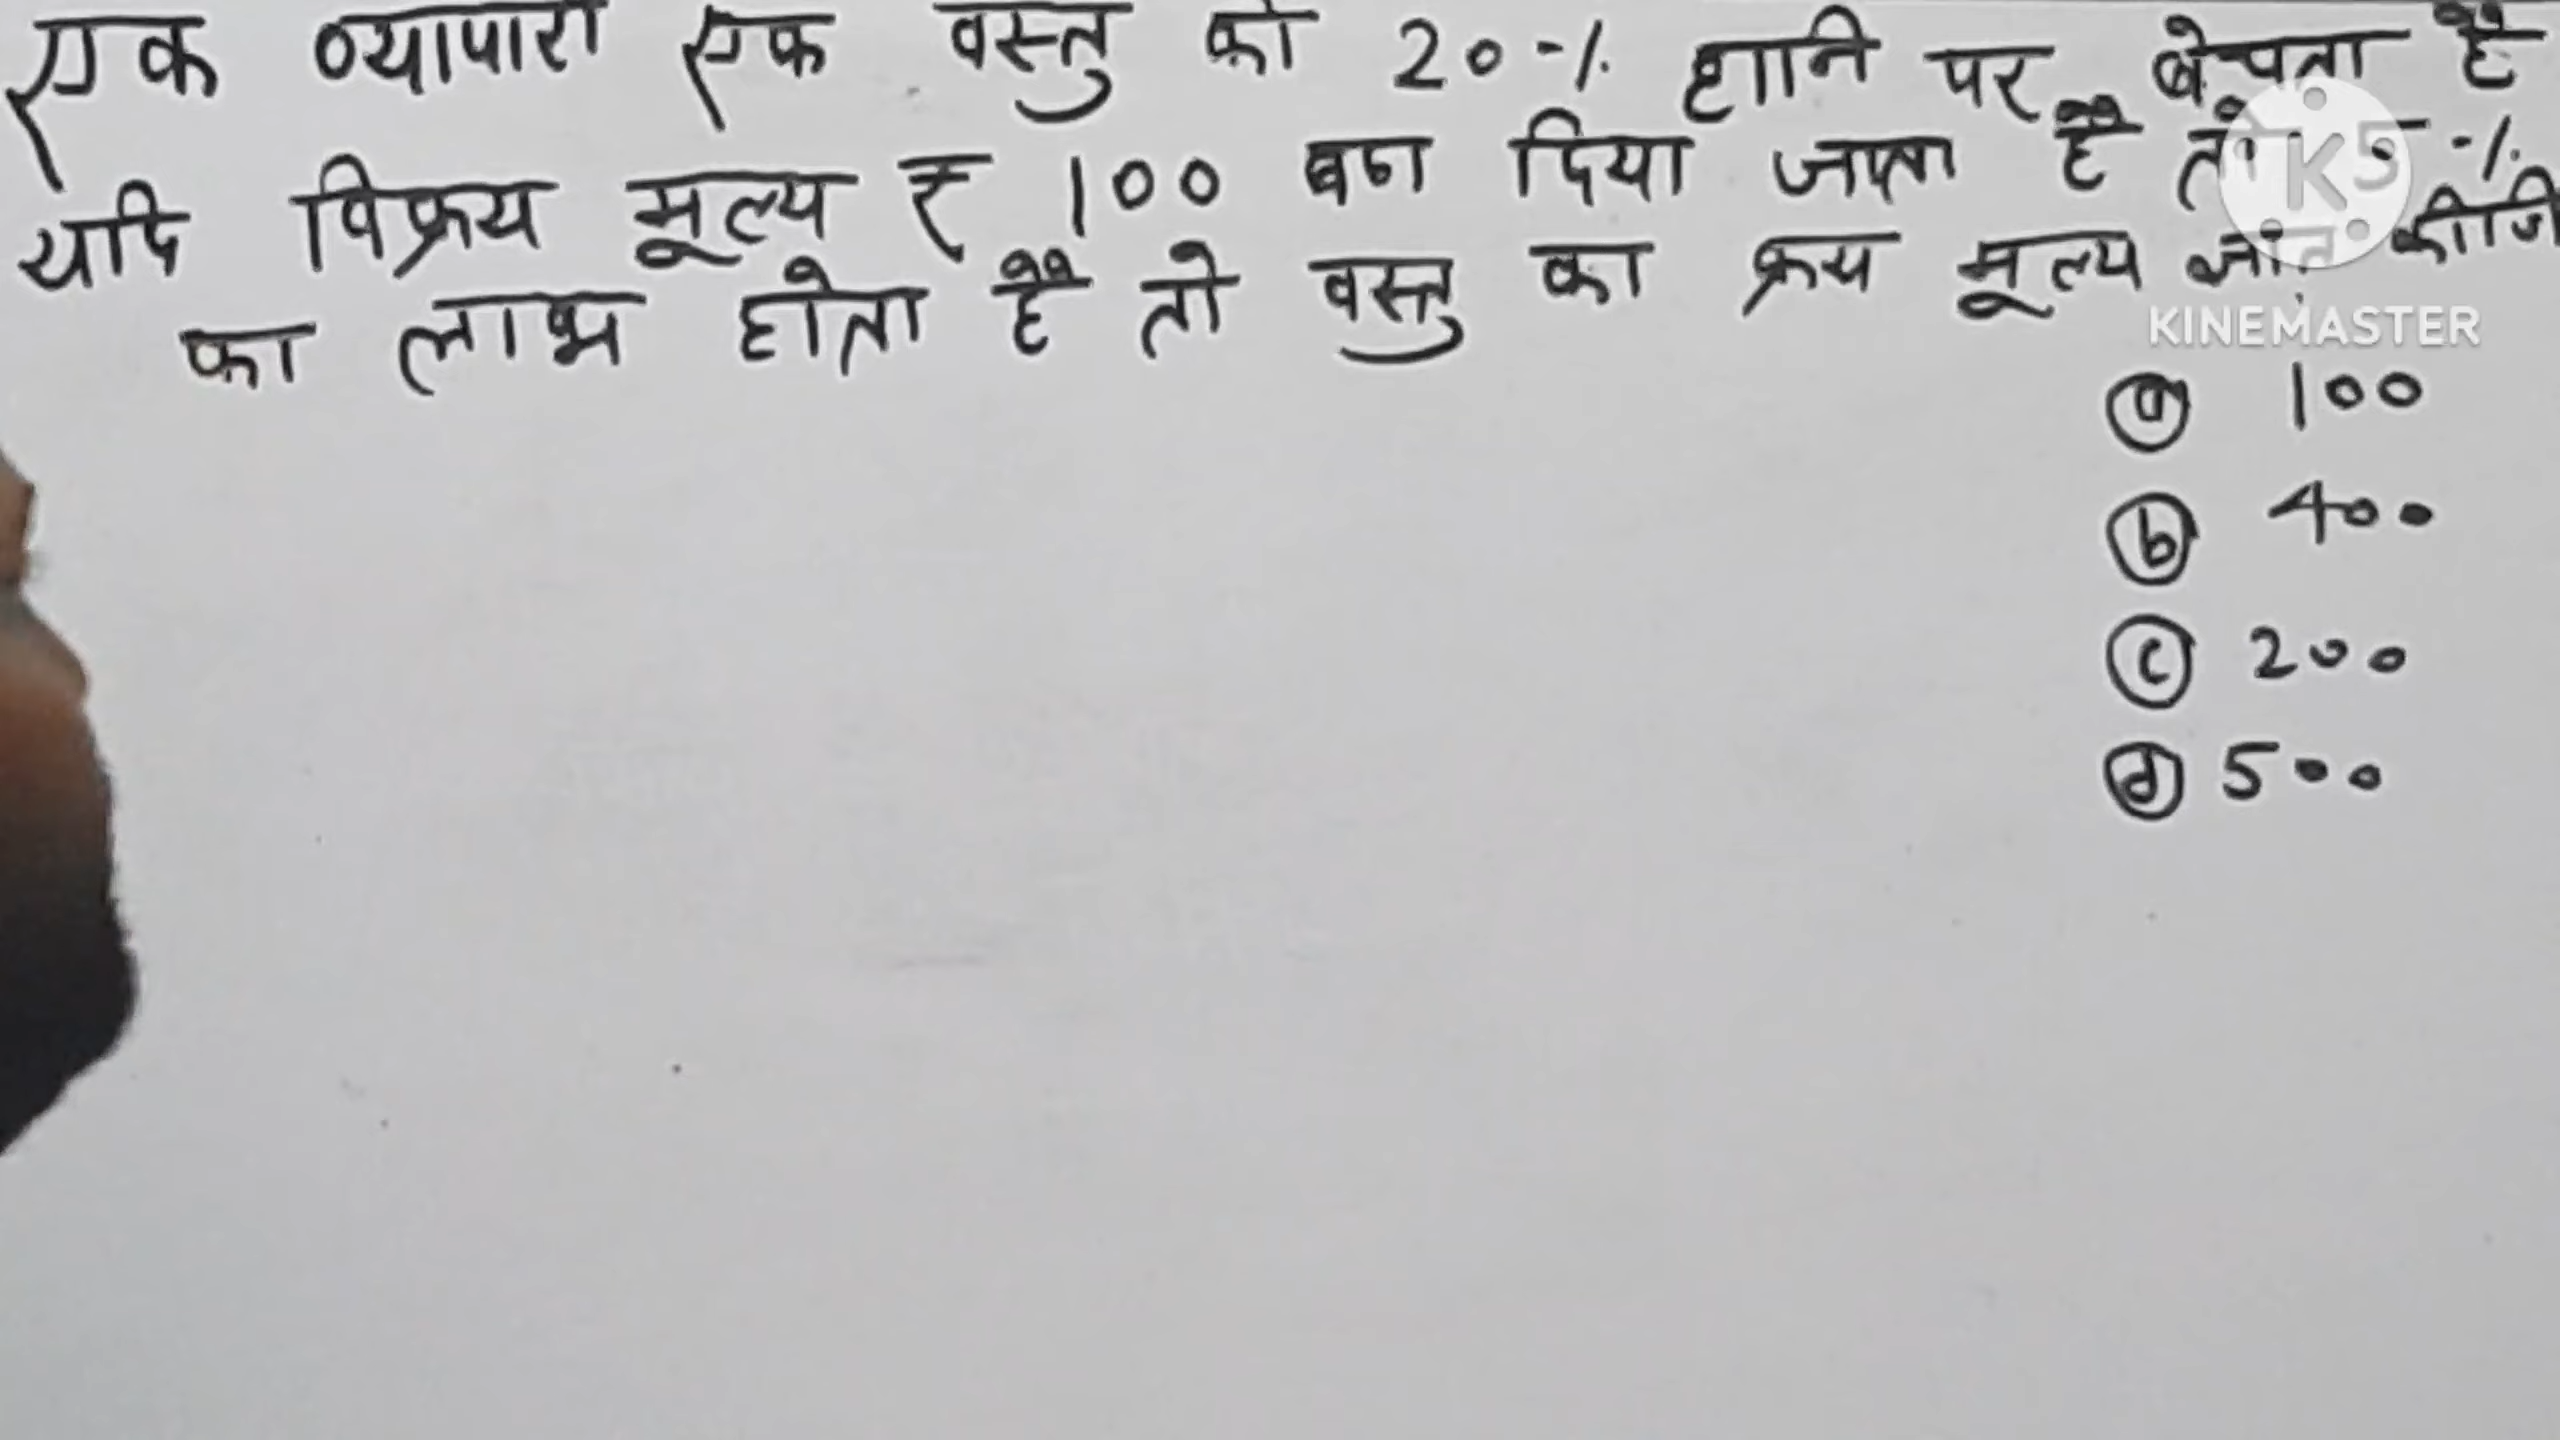 एक व्यापारी एक वस्तु को 20% हानि पर बेचता है
यदि विक्रय मूल्य ₹ 100 बढ़ा दिया जाता है तो 5%
का लाभ होता है तो वस्तु का क्रय मूल्य ज्ञात कीजि
KINEMASTER
ⓐ 100
ⓑ 400
ⓒ 200
ⓓ 500